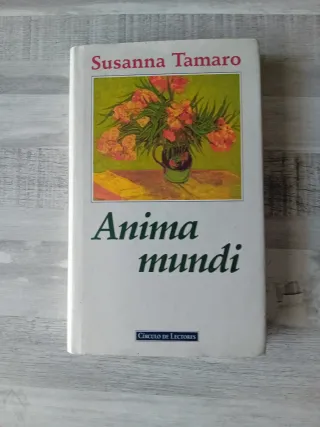 Susanna Tamaro
Anima
mundi
CÍRCULO DE LECTORES